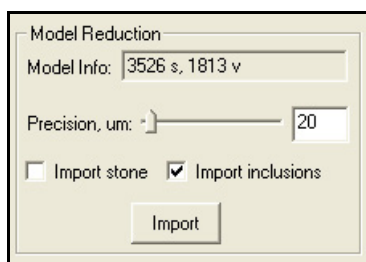 Model Reduction
Model Info: 3526 s, 1813 v
Precision, um: 20
Import stone Import inclusions
Import